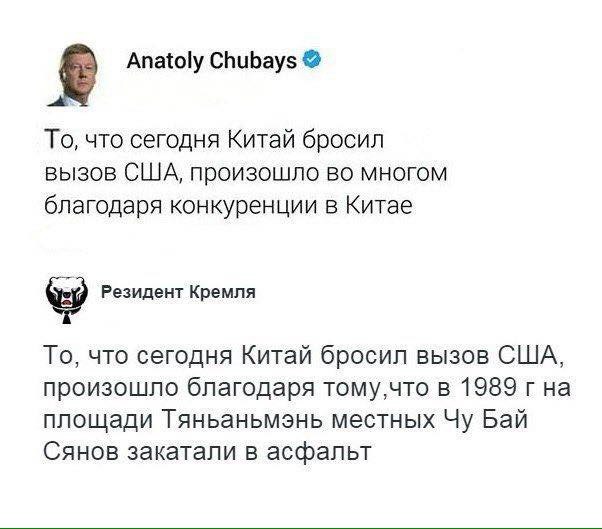 Anatoly Chubays
То, что сегодня Китай бросил
вызов США, произошло во многом
благодаря конкуренции в Китае
Резидент Кремля
То, что сегодня Китай бросил вызов США,
произошло благодаря тому,что в 1989 г на
площади Тяньаньмэнь местных Чу Бай
Сянов закатали в асфальт